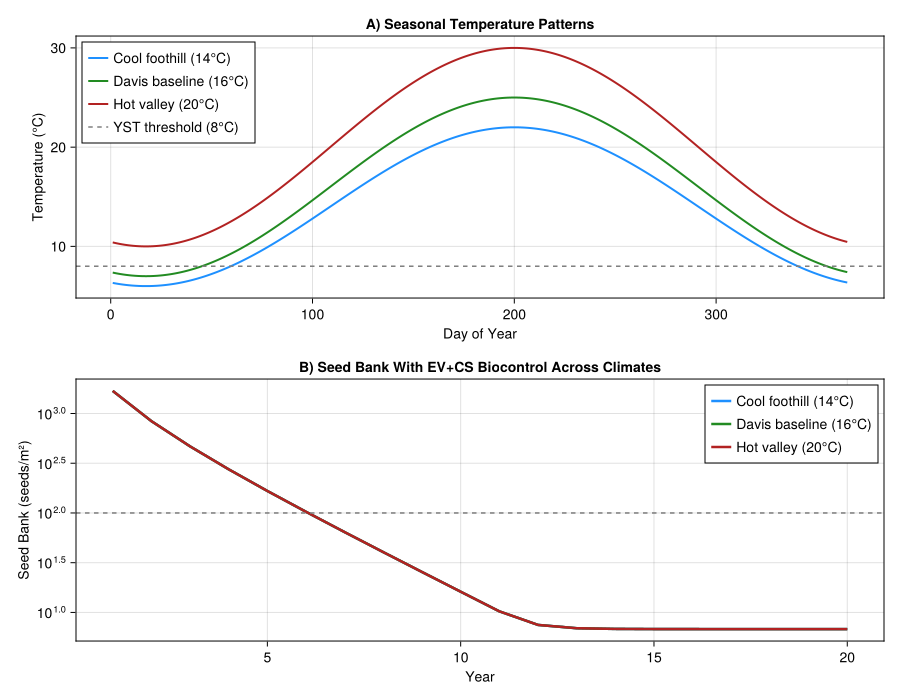 A) Seasonal Temperature Patterns
Temperature (°C)
30
20
10
Cool foothill (14°C)
Davis baseline (16°C)
Hot valley (20°C)
YST threshold (8°C)
0 100 200 300
Day of Year
B) Seed Bank With EV+CS Biocontrol Across Climates
Seed Bank (seeds/m²)
10^3.0
10^2.5
10^2.0
10^1.5
10^1.0
Cool foothill (14°C)
Davis baseline (16°C)
Hot valley (20°C)
5 10 15 20
Year